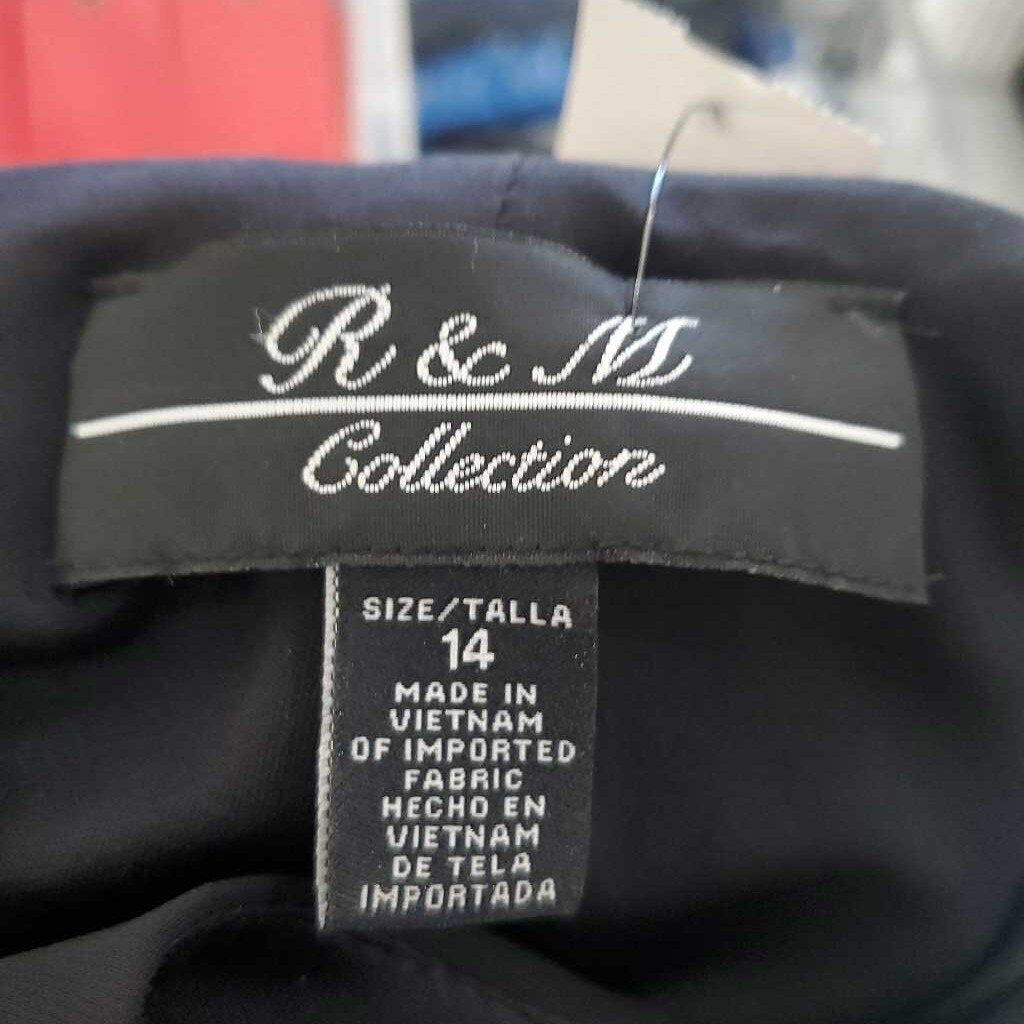 R & M
Collection
SIZE/TALLA
14
MADE IN
VIETNAM
OF IMPORTED
FABRIC
HECHO EN
VIETNAM
DE TELA
IMPORTADA